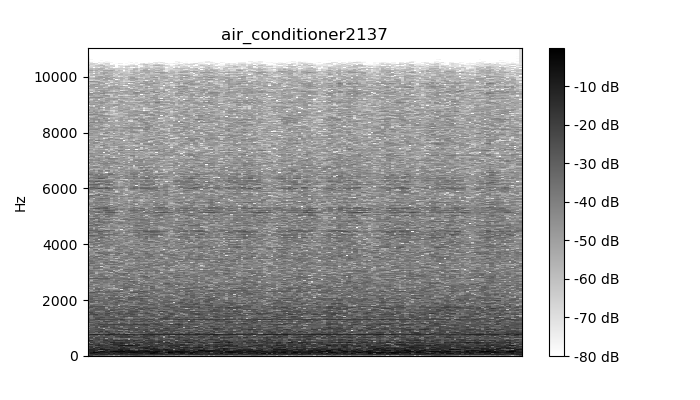 air_conditioner2137
10000
8000
6000
4000
2000
0
Hz
-10 dB
-20 dB
-30 dB
-40 dB
-50 dB
-60 dB
-70 dB
-80 dB